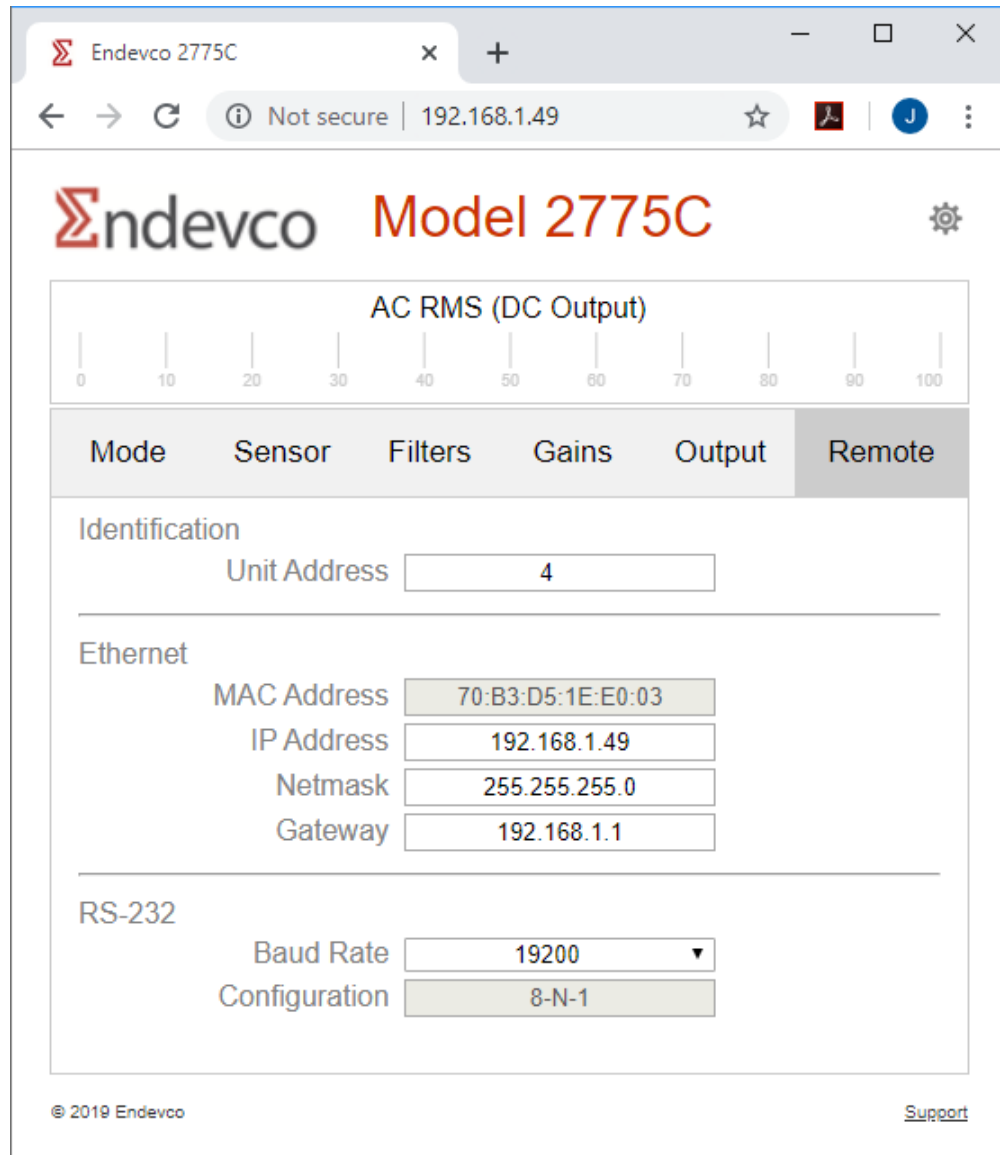 Endevco 2775C
Not secure | 192.168.1.49
J
Endevco Model 2775C
AC RMS (DC Output)
0 10 20 30 40 50 60 70 80 90 100
Mode Sensor Filters Gains Output Remote
Identification
Unit Address 4
Ethernet
MAC Address 70:B3:D5:1E:E0:03
IP Address 192.168.1.49
Netmask 255.255.255.0
Gateway 192.168.1.1
RS-232
Baud Rate 19200
Configuration 8-N-1
© 2019 Endevco Support